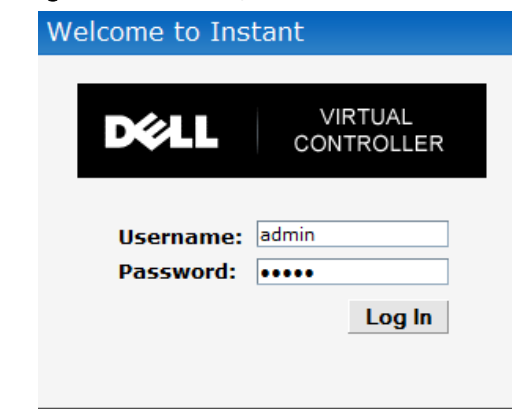 Welcome to Instant
DELL
VIRTUAL
CONTROLLER
Username: admin
Password: •••••
Log In